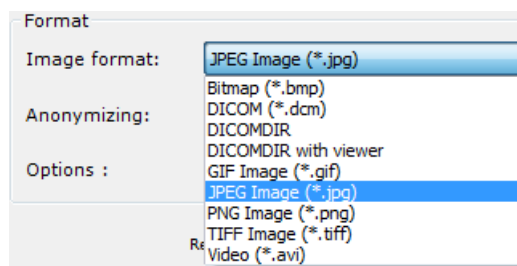 Format
Image format:
JPEG Image (*.jpg)
Bitmap (*.bmp)
DICOM (*.dcm)
Anonymizing:
DICOMDIR
DICOMDIR with viewer
Options :
GIF Image (*.gif)
JPEG Image (*.jpg)
PNG Image (*.png)
TIFF Image (*.tiff)
Video (*.avi)